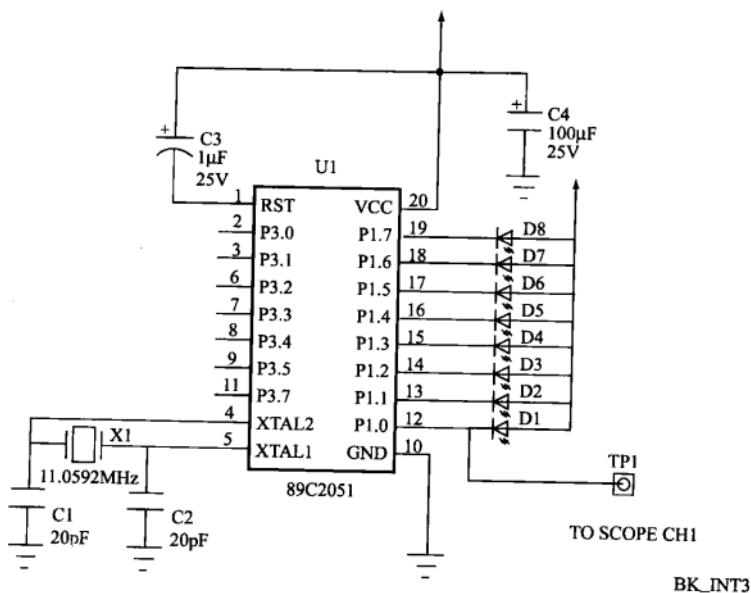 +
C3
1µF
25V
+
C4
100µF
25V
U1
1 RST VCC 20
2 P3.0 P1.7 19 D8
3 P3.1 P1.6 18 D7
6 P3.2 P1.5 17 D6
7 P3.3 P1.4 16 D5
8 P3.4 P1.3 15 D4
9 P3.5 P1.2 14 D3
11 P3.7 P1.1 13 D2
4 XTAL2 P1.0 12 D1
X1
5 XTAL1 GND 10
11.0592MHz
89C2051
TP1
C1
20pF
C2
20pF
TO SCOPE CH1
BK_INT3